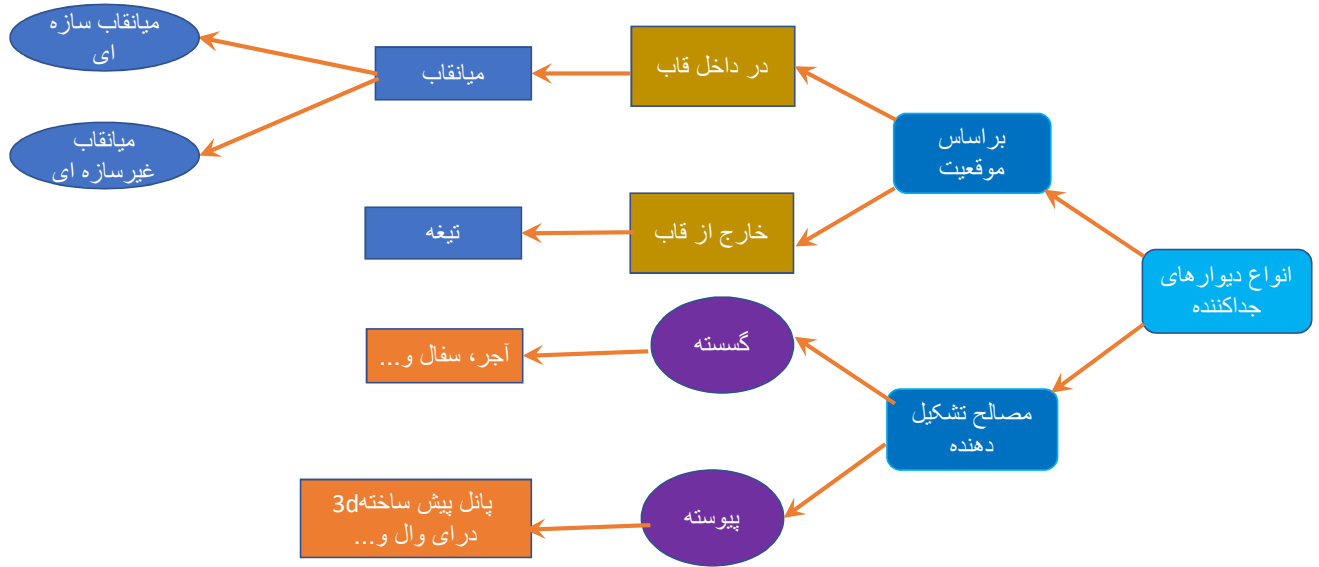 انواع دیوارهای
جداکننده
براساس
موقعیت
در داخل قاب
میانقاب
میانقاب سازه
ای
میانقاب
غیرسازه ای
خارج از قاب
تیغه
مصالح تشکیل
دهنده
گسسته
آجر، سفال و...
پیوسته
پانل پیش ساخته3d
درای وال و...